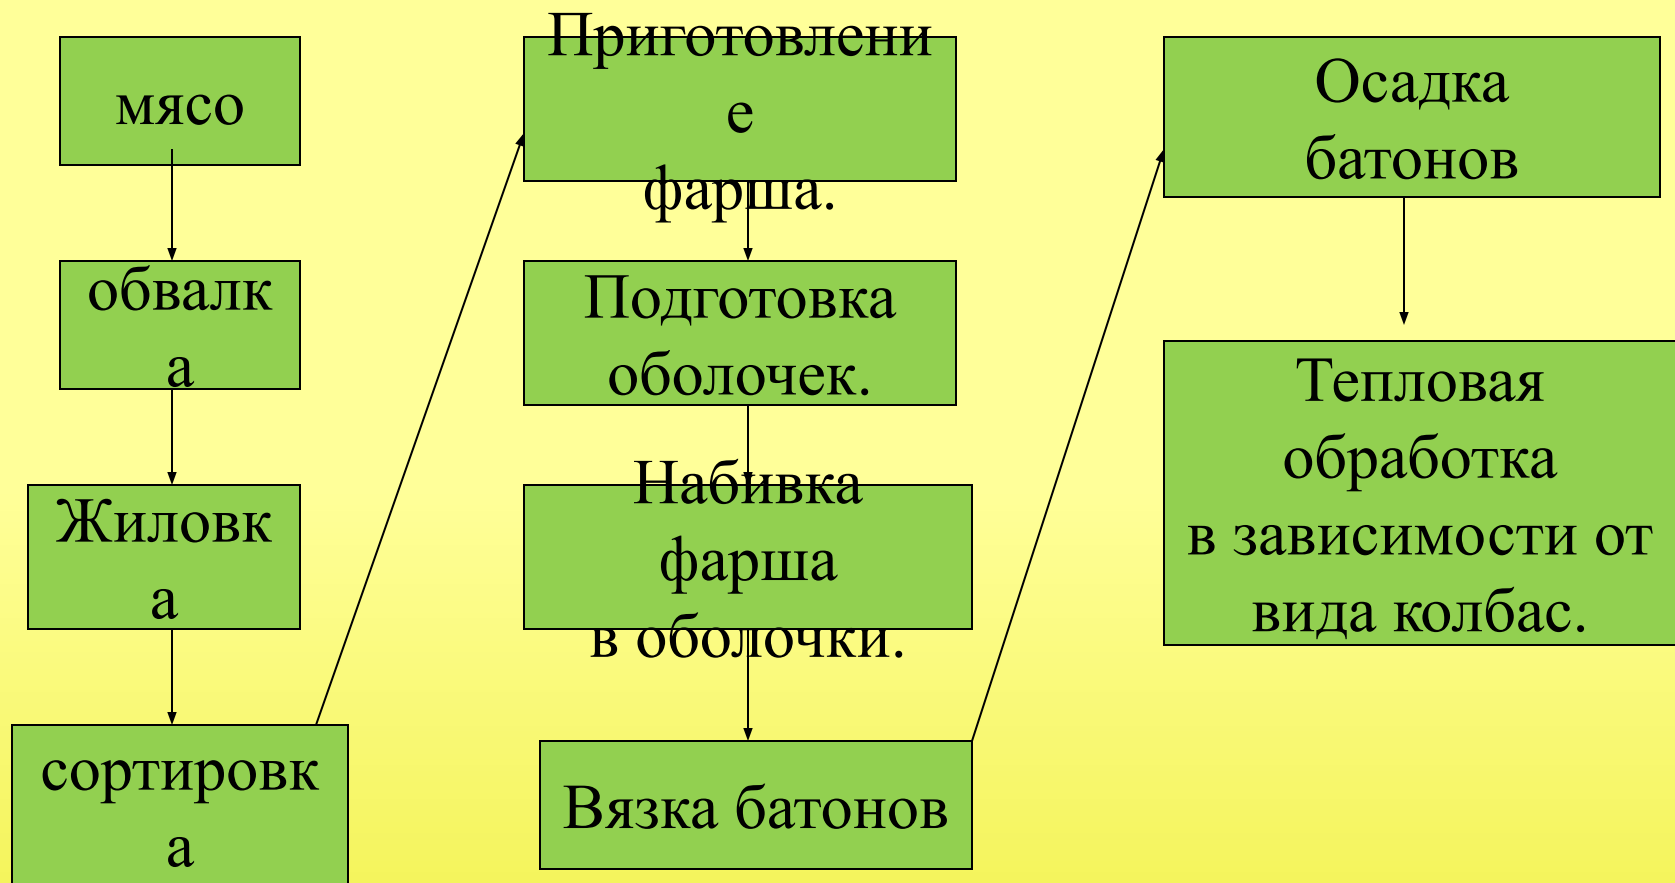 мясо
обвалк
а
Жиловк
а
сортировк
а
Приготовлени
е
фарша.
Подготовка
оболочек.
Набивка
фарша
в оболочки.
Вязка батонов
Осадка
батонов
Тепловая
обработка
в зависимости от
вида колбас.